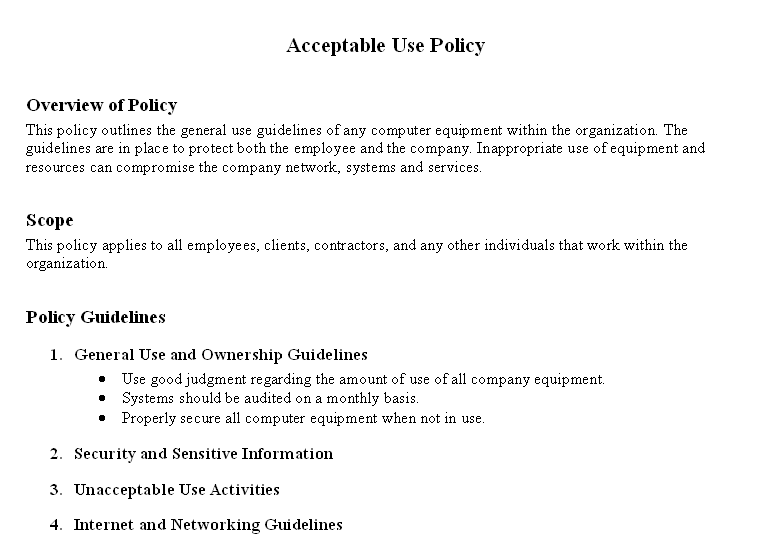 Acceptable Use Policy
Overview of Policy
This policy outlines the general use guidelines of any computer equipment within the organization. The
guidelines are in place to protect both the employee and the company. Inappropriate use of equipment and
resources can compromise the company network, systems and services.
Scope
This policy applies to all employees, clients, contractors, and any other individuals that work within the
organization.
Policy Guidelines
1. General Use and Ownership Guidelines
• Use good judgment regarding the amount of use of all company equipment.
• Systems should be audited on a monthly basis.
• Properly secure all computer equipment when not in use.
2. Security and Sensitive Information
3. Unacceptable Use Activities
4. Internet and Networking Guidelines